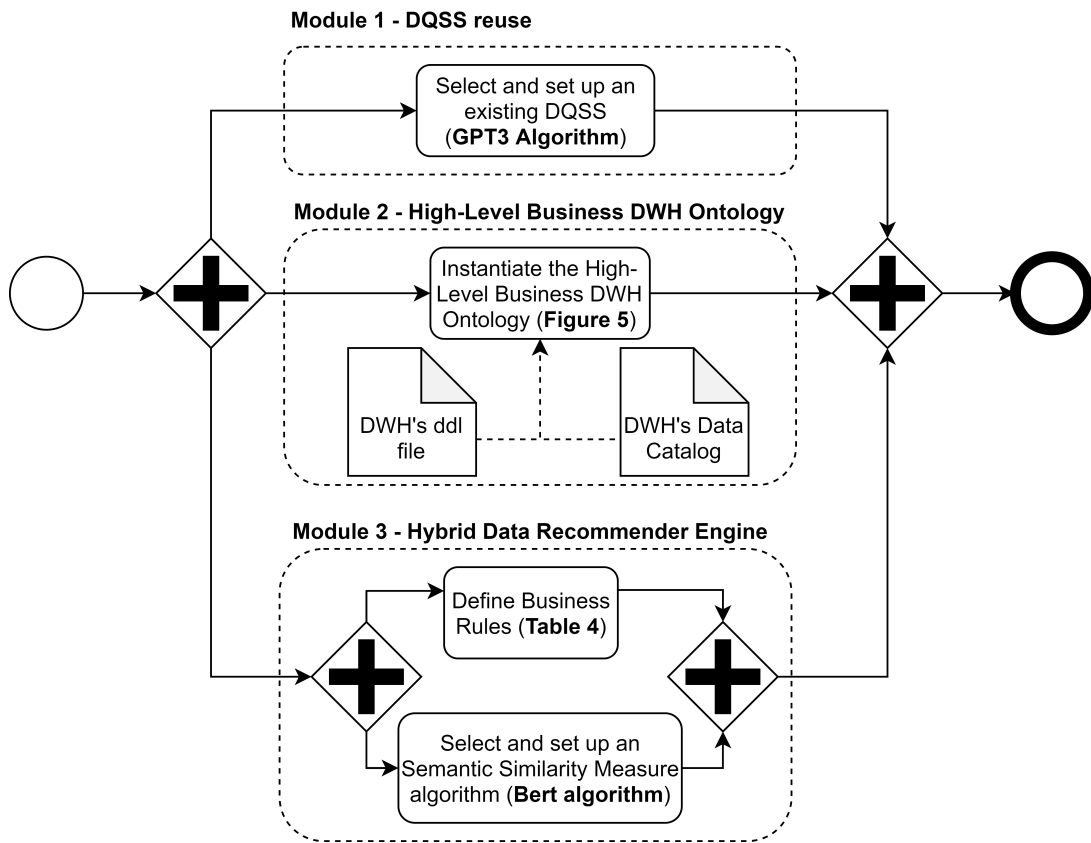 Module 1 - DQSS reuse
Select and set up an
existing DQSS
(GPT3 Algorithm)
Module 2 - High-Level Business DWH Ontology
Instantiate the High-
Level Business DWH
Ontology (Figure 5)
DWH's ddl
file
DWH's Data
Catalog
Module 3 - Hybrid Data Recommender Engine
Define Business
Rules (Table 4)
Select and set up an
Semantic Similarity Measure
algorithm (Bert algorithm)